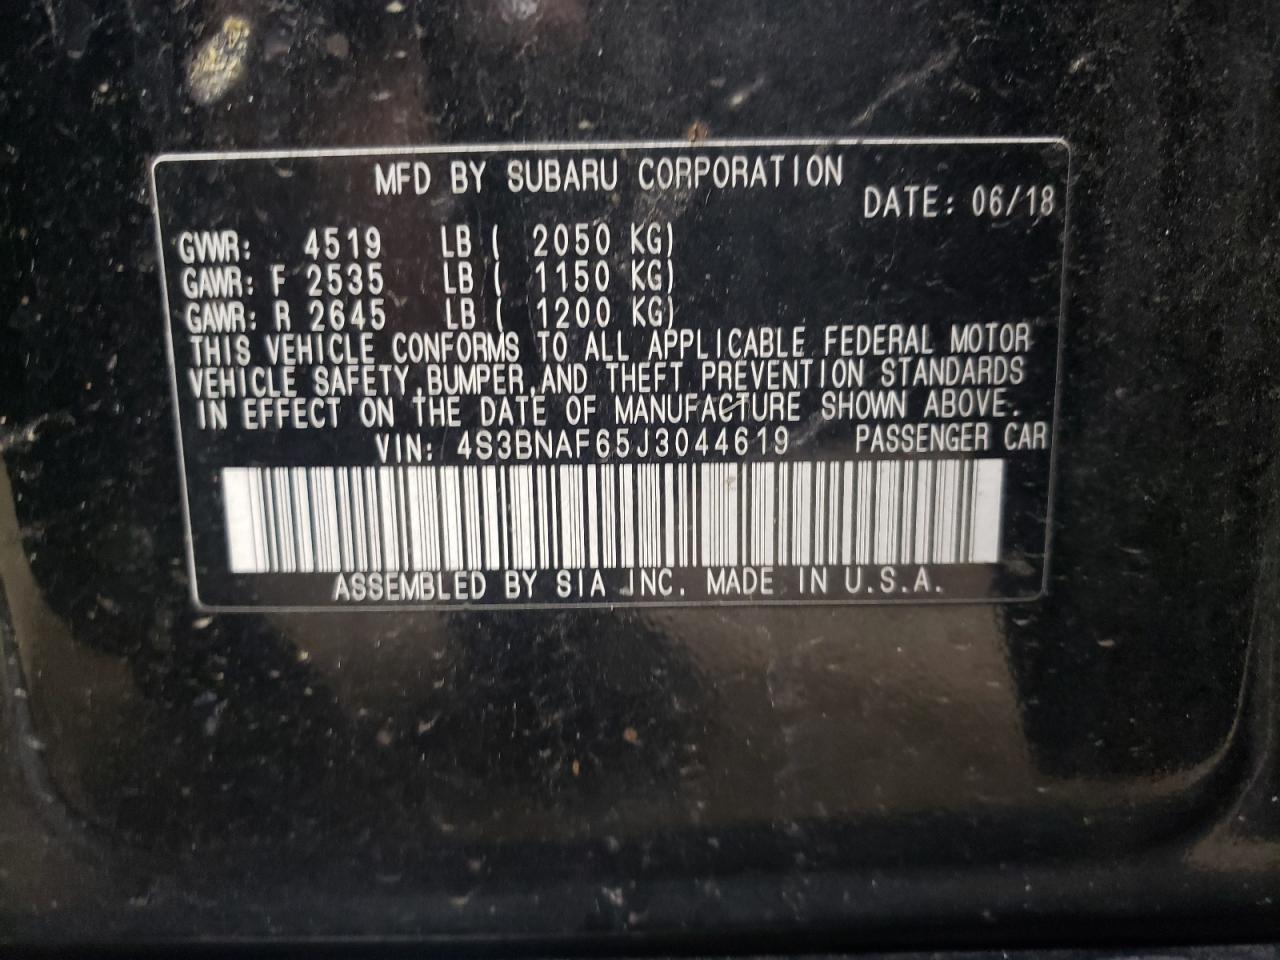 MFD BY SUBARU CORPORATION
DATE: 06/18
GVWR: 4519 LB ( 2050 KG)
GAWR: F 2535 LB ( 1150 KG)
GAWR: R 2645 LB ( 1200 KG)
THIS VEHICLE CONFORMS TO ALL APPLICABLE FEDERAL MOTOR
VEHICLE SAFETY,BUMPER,AND THEFT PREVENTION STANDARDS
IN EFFECT ON THE DATE OF MANUFACTURE SHOWN ABOVE.
VIN: 4S3BNAF65J3044619 PASSENGER CAR
ASSEMBLED BY SIA INC. MADE IN U.S.A.